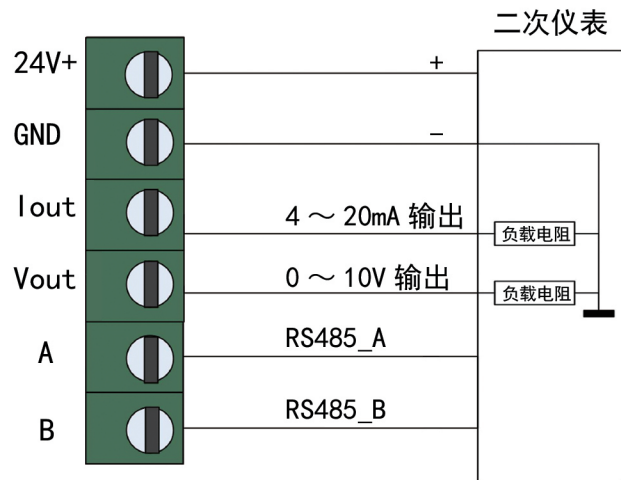 二次仪表
24V+
+
GND
−
Iout
4～20mA 输出
负载电阻
Vout
0～10V 输出
负载电阻
A
RS485_A
B
RS485_B